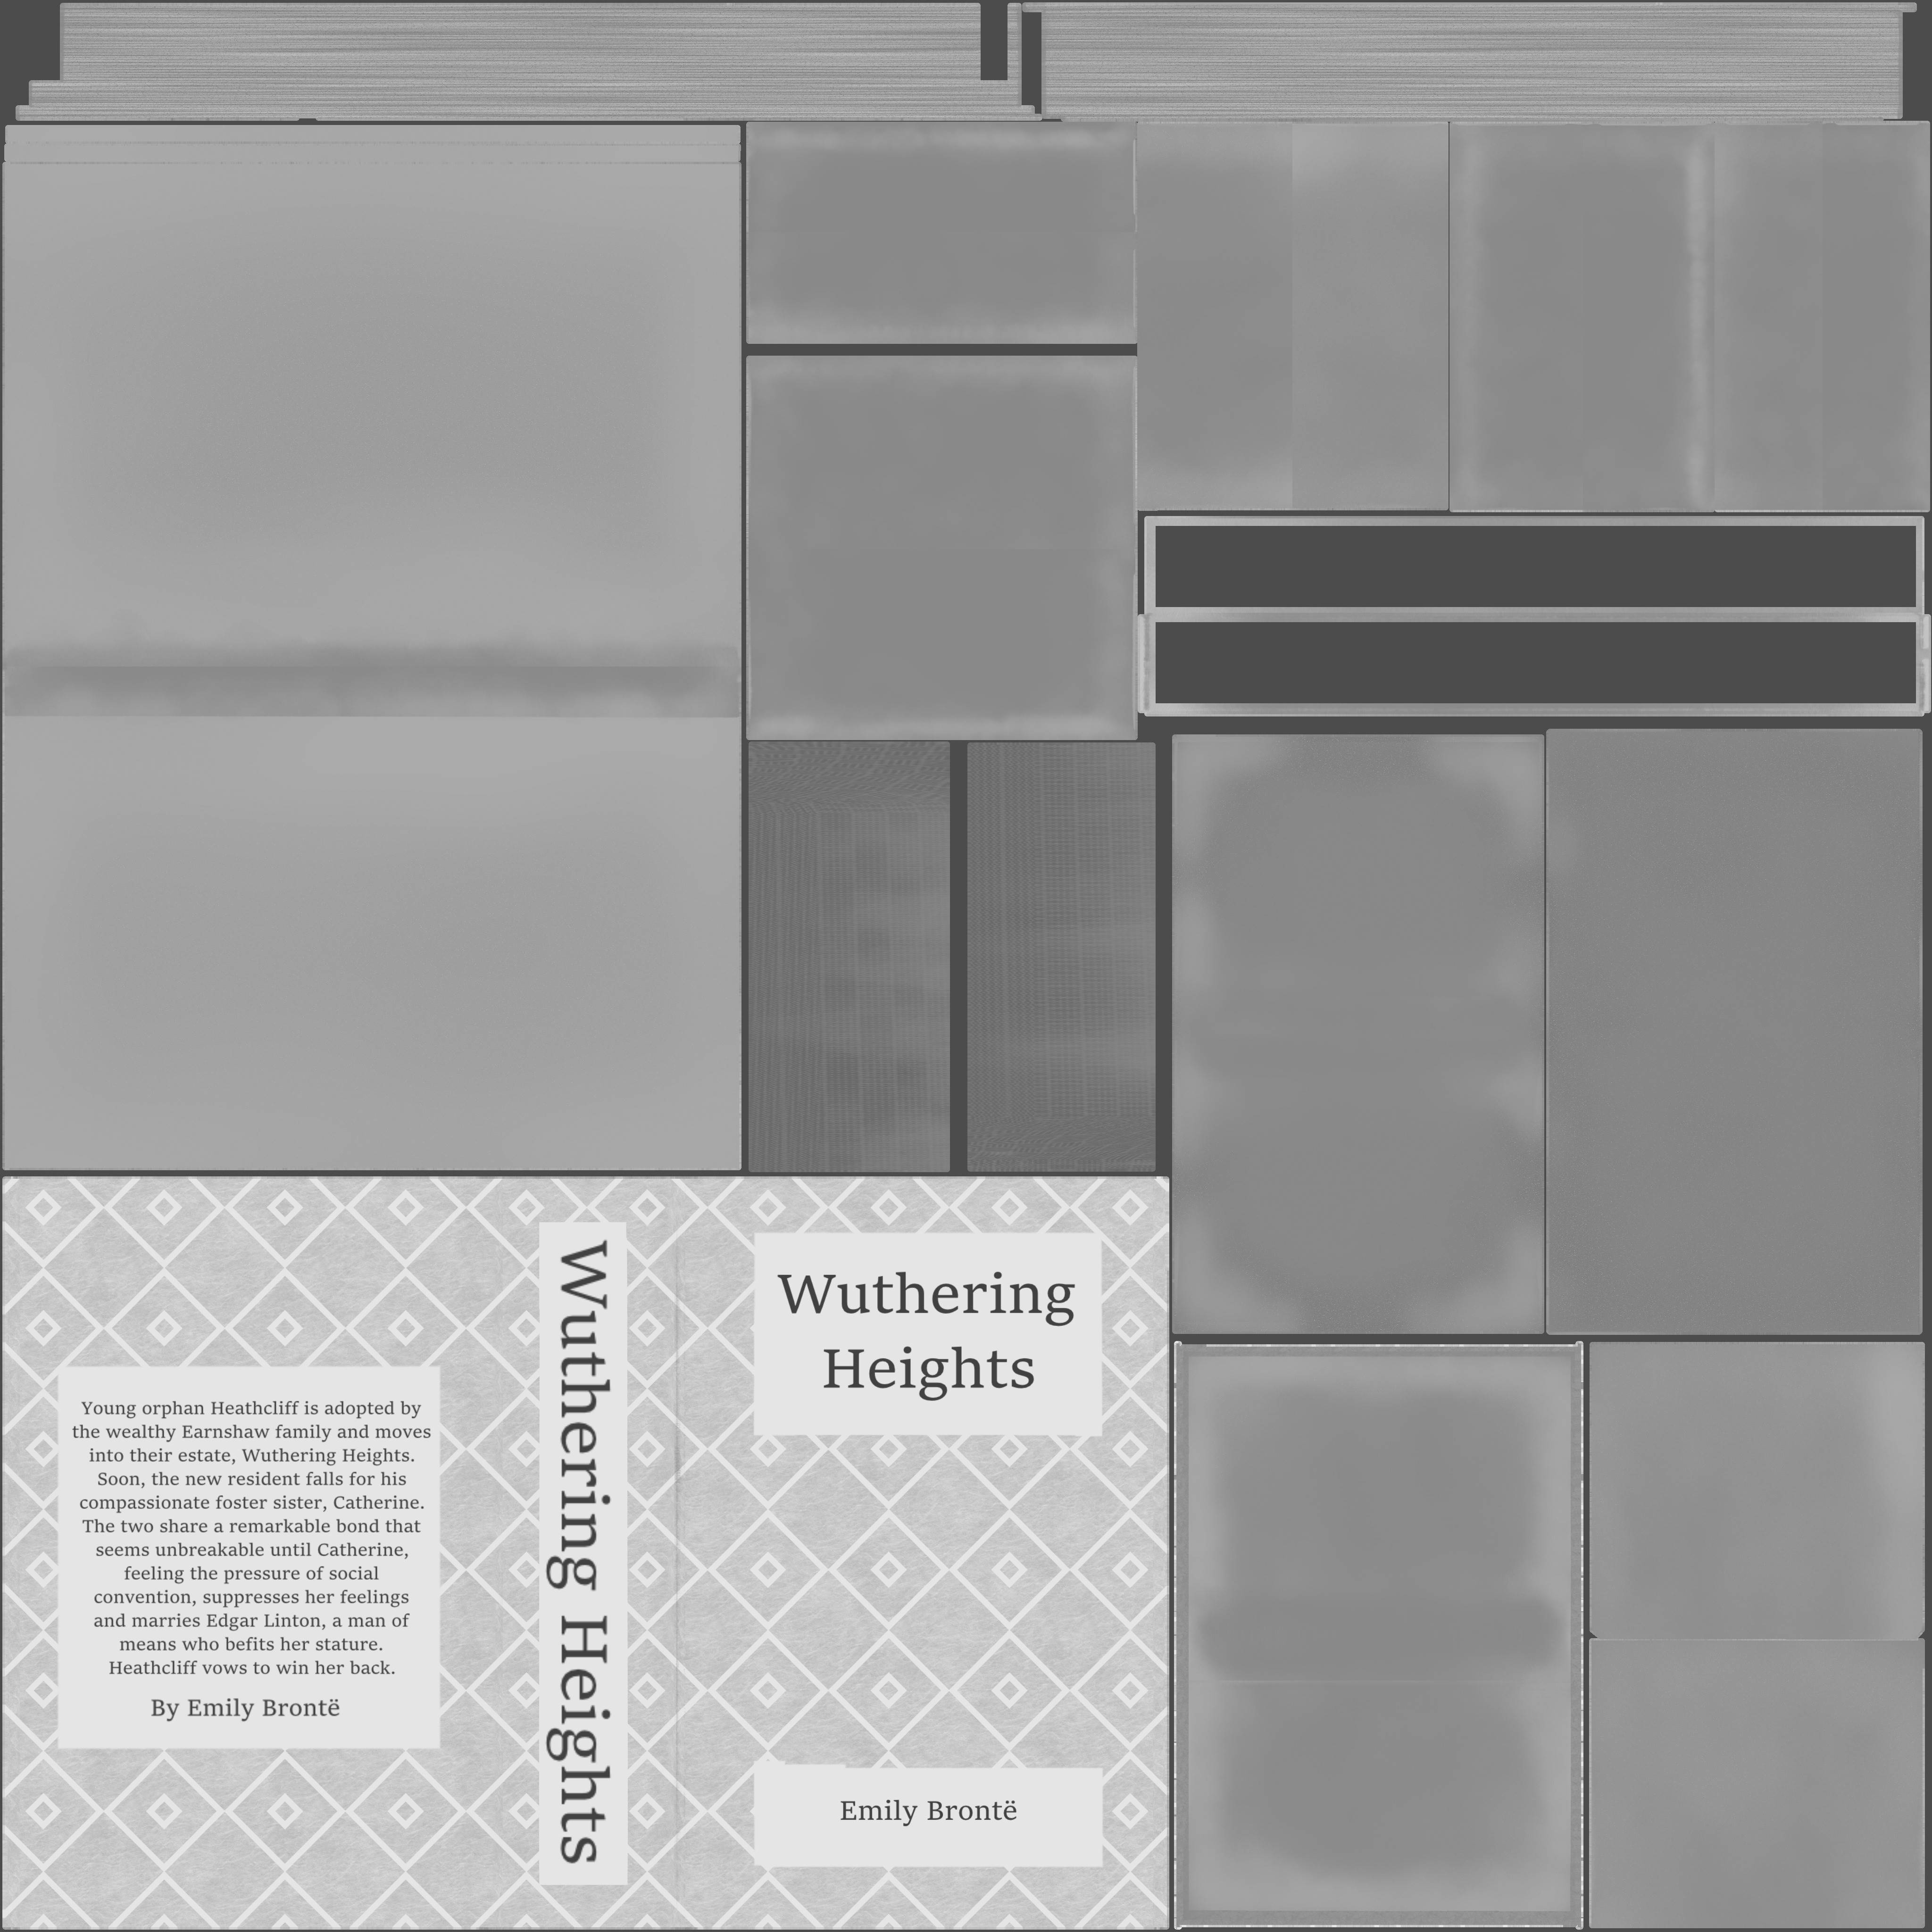 Young orphan Heathcliff is adopted by
the wealthy Earnshaw family and moves
into their estate, Wuthering Heights.
Soon, the new resident falls for his
compassionate foster sister, Catherine.
The two share a remarkable bond that
seems unbreakable until Catherine,
feeling the pressure of social
convention, suppresses her feelings
and marries Edgar Linton, a man of
means who befits her stature.
Heathcliff vows to win her back.
By Emily Brontë
Wuthering Heights
Wuthering
Heights
Emily Brontë